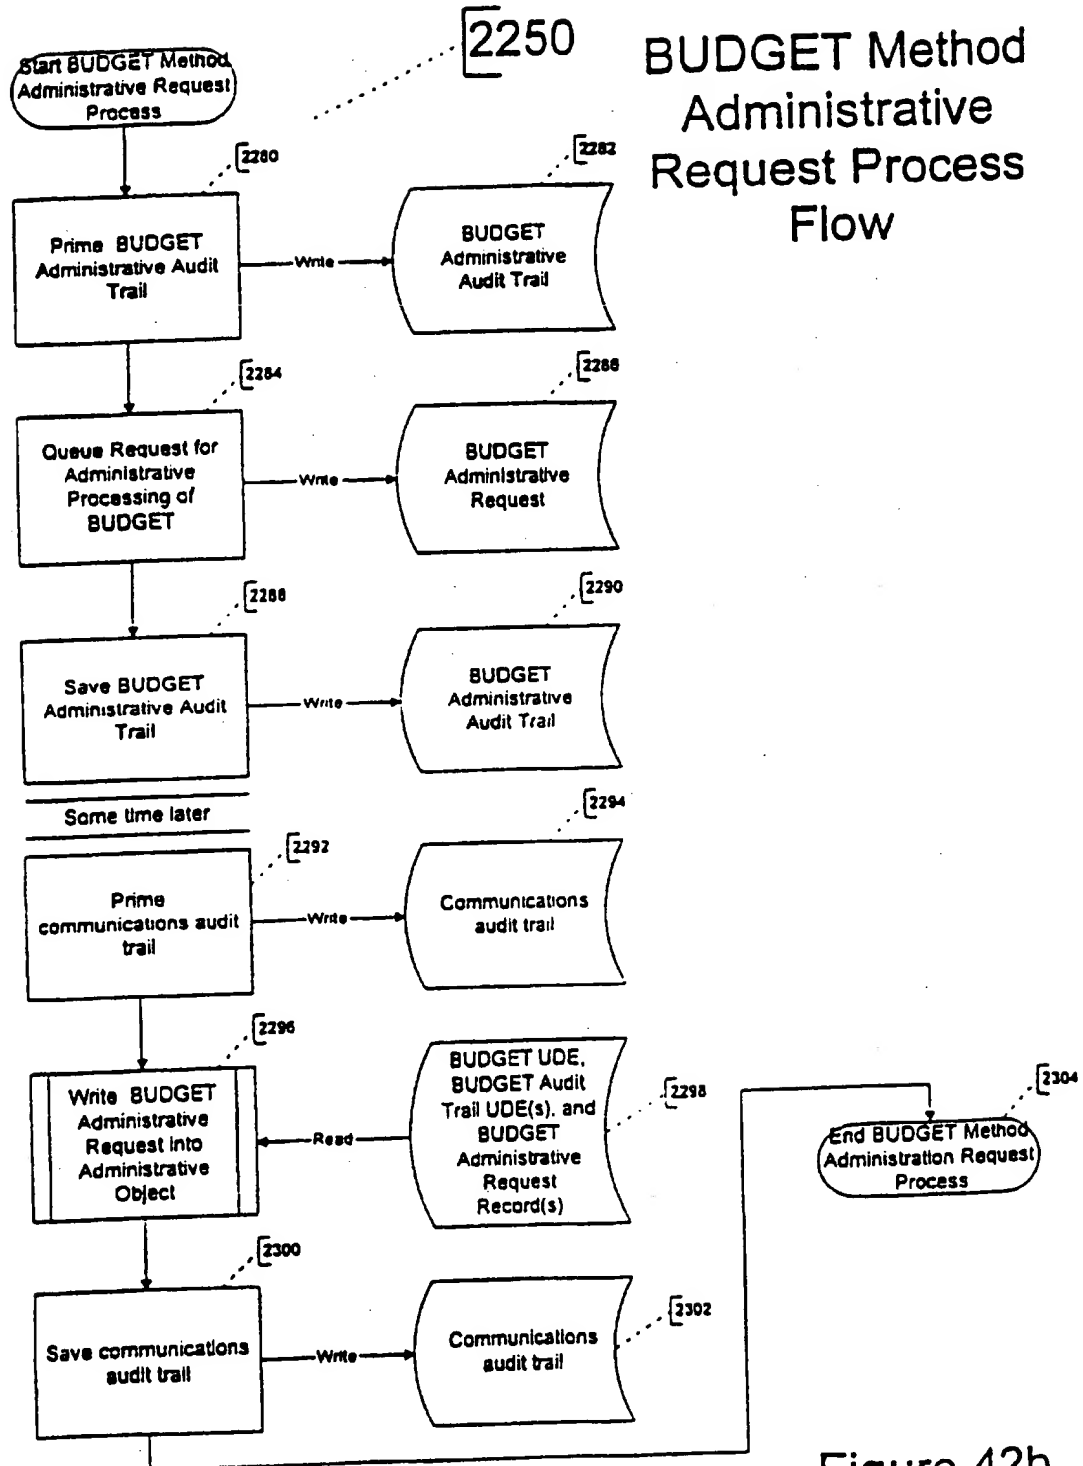 2250
BUDGET Method
Administrative
Request Process
Flow
Start BUDGET Method
Administrative Request
Process
2280
2282
Prime BUDGET
Administrative Audit
Trail
Write
BUDGET
Administrative
Audit Trail
2284
2286
Queue Request for
Administrative
Processing of
BUDGET
Write
BUDGET
Administrative
Request
2288
2290
Save BUDGET
Administrative Audit
Trail
Write
BUDGET
Administrative
Audit Trail
Some time later
2292
2294
Prime
communications audit
trail
Write
Communications
audit trail
2296
2298
Write BUDGET
Administrative
Request into
Administrative
Object
Read
BUDGET UDE,
BUDGET Audit
Trail UDE(s), and
BUDGET
Administrative
Request
Record(s)
2304
End BUDGET Method
Administration Request
Process
2300
2302
Save communications
audit trail
Write
Communications
audit trail
Figure 42b